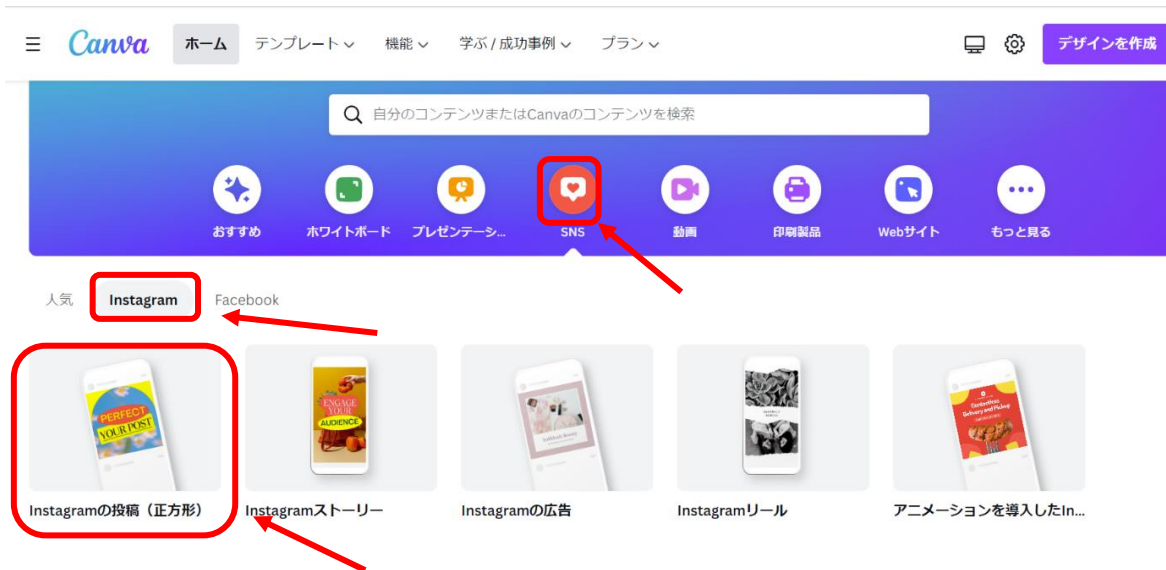 Canva ホーム テンプレート 機能 学ぶ / 成功事例 プラン デザインを作成
自分のコンテンツまたはCanvaのコンテンツを検索
おすすめ ホワイトボード プレゼンテーシ... SNS 動画 印刷製品 Webサイト もっと見る
人気 Instagram Facebook
PERFECT
YOUR POST
ENGAGE
YOUR
AUDIENCE
Instagramの投稿（正方形） Instagramストーリー Instagramの広告 Instagramリール アニメーションを導入したIn...